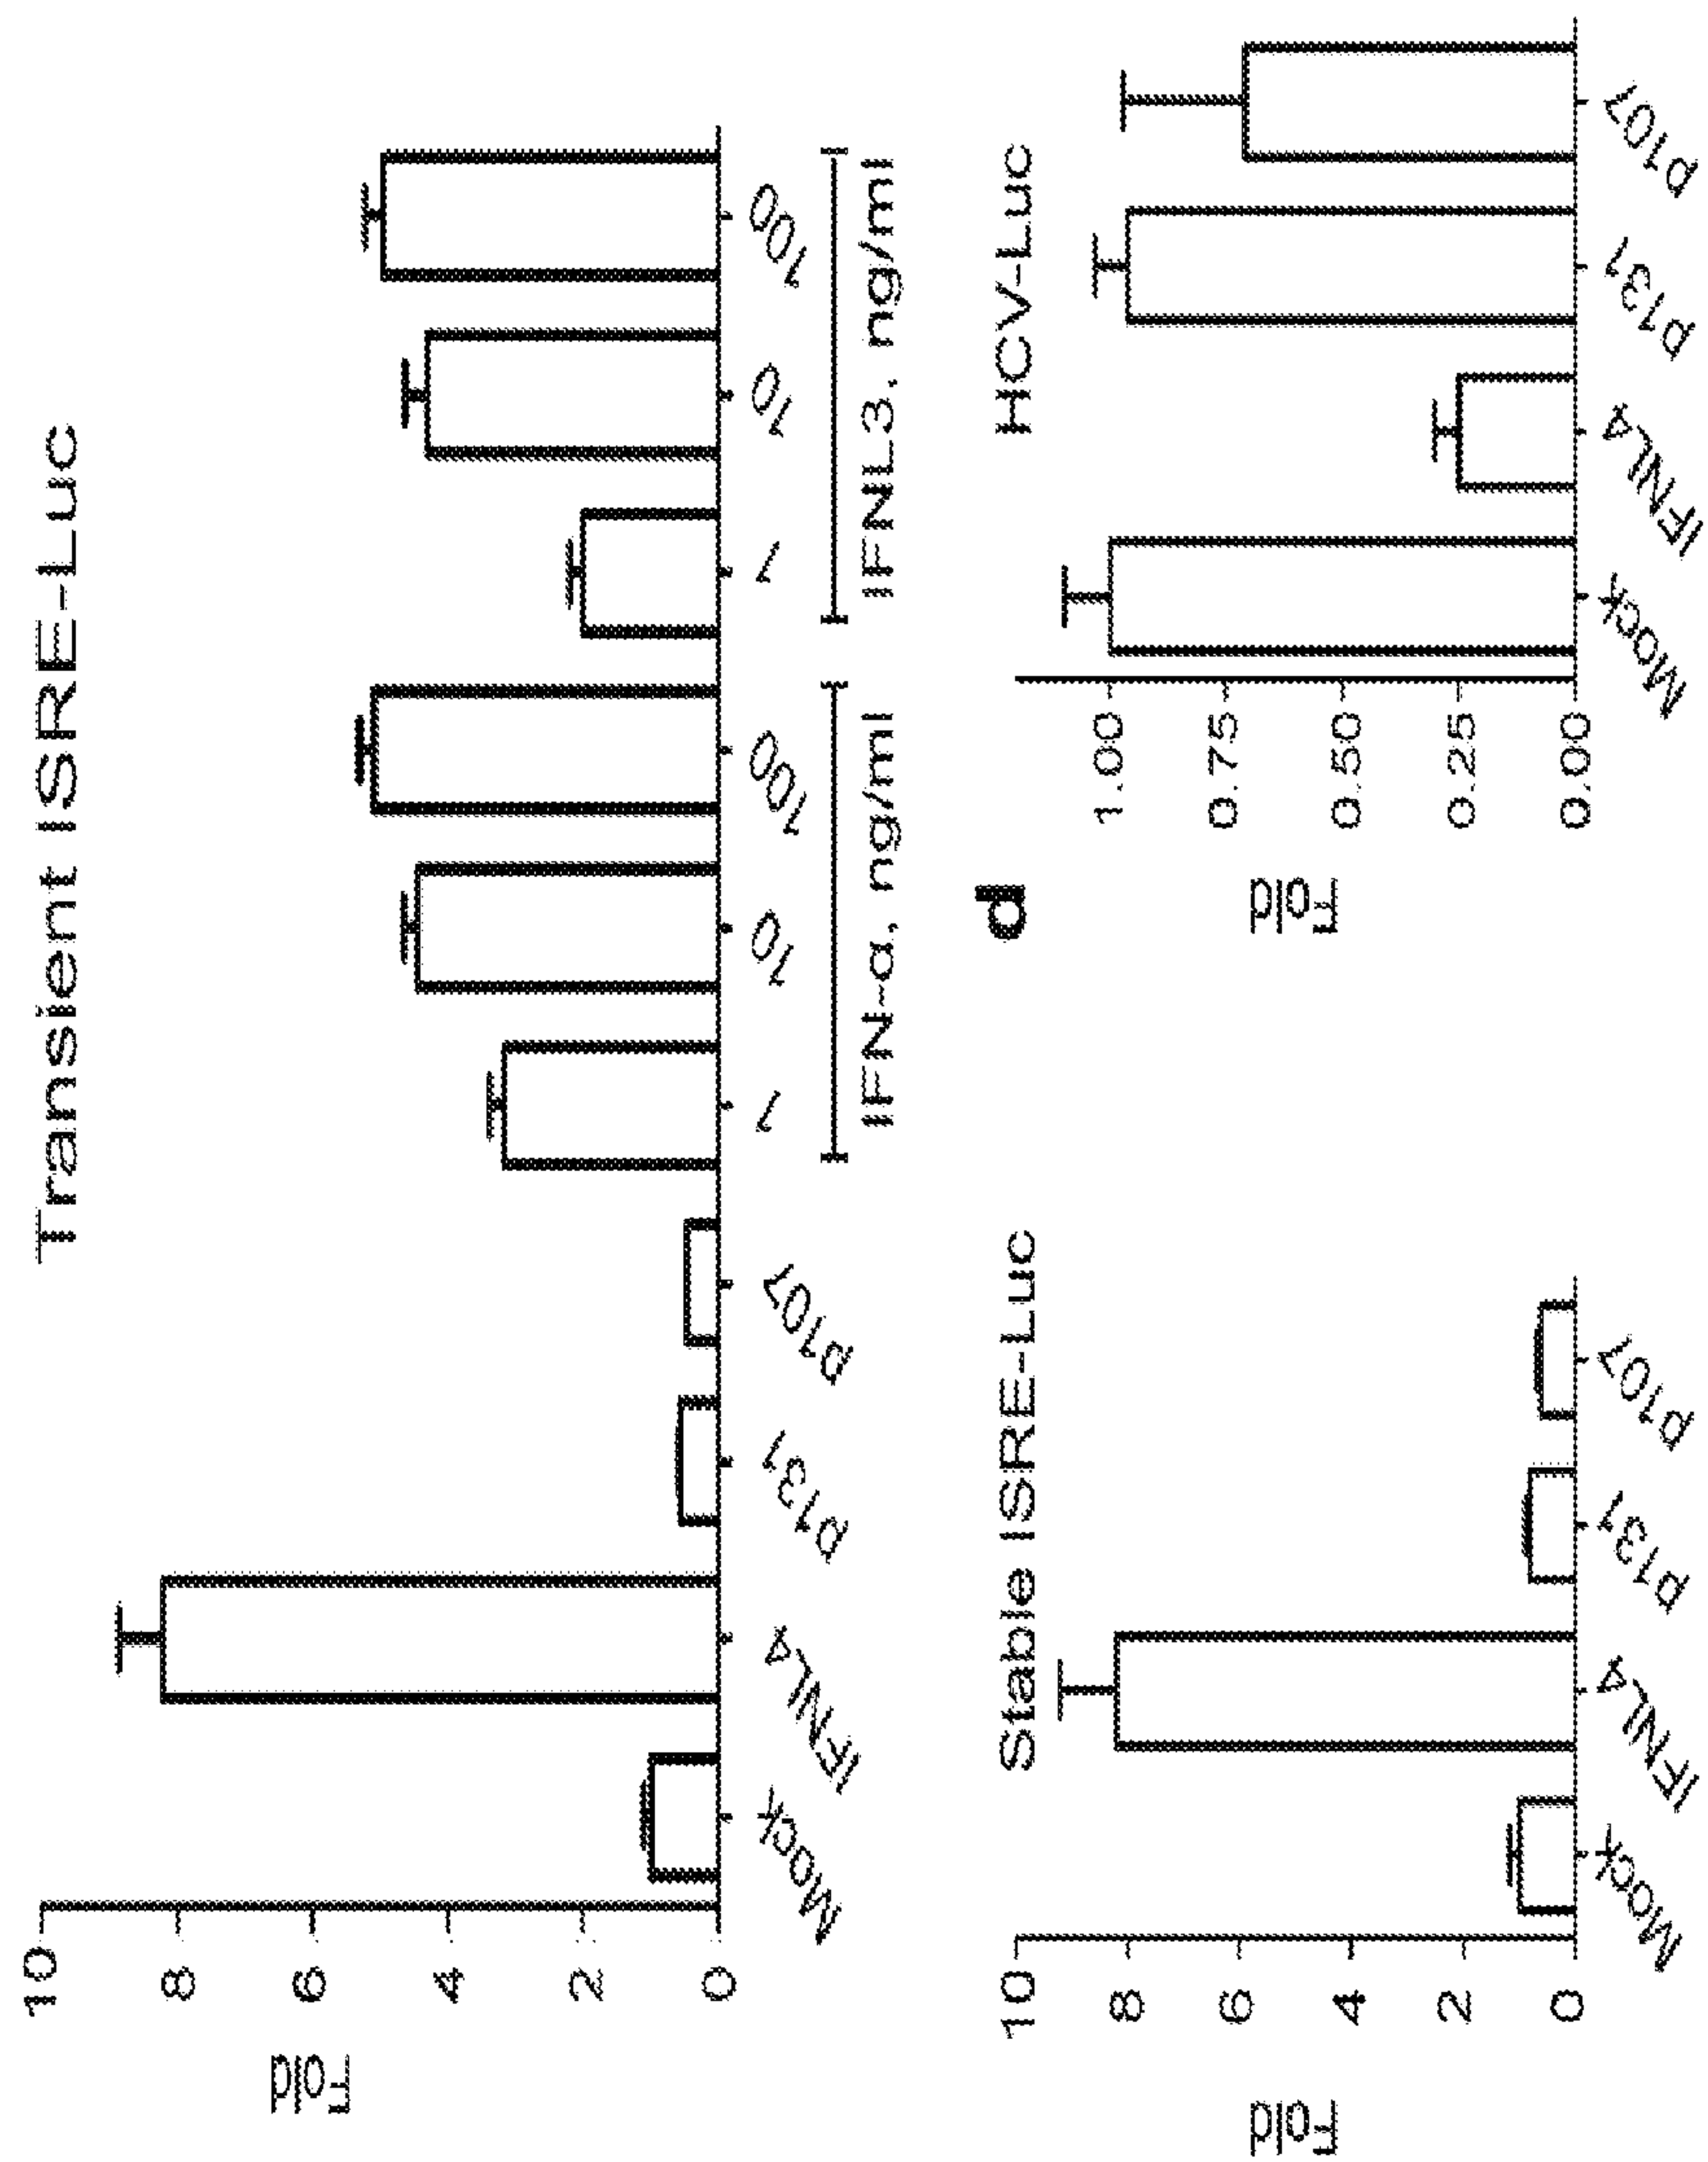 Transient ISRE-Luc
Fold
10
8
6
4
2
0
Mock IFNL4 p131 p107 1 10 100 1 10 100
IFN-α, ng/ml IFNL3, ng/ml
Stable ISRE-Luc
Fold
10
8
6
4
2
0
Mock IFNL4 p131 p107
d
HCV-Luc
Fold
1.00
0.75
0.50
0.25
0.00
Mock IFNL4 p131 p107